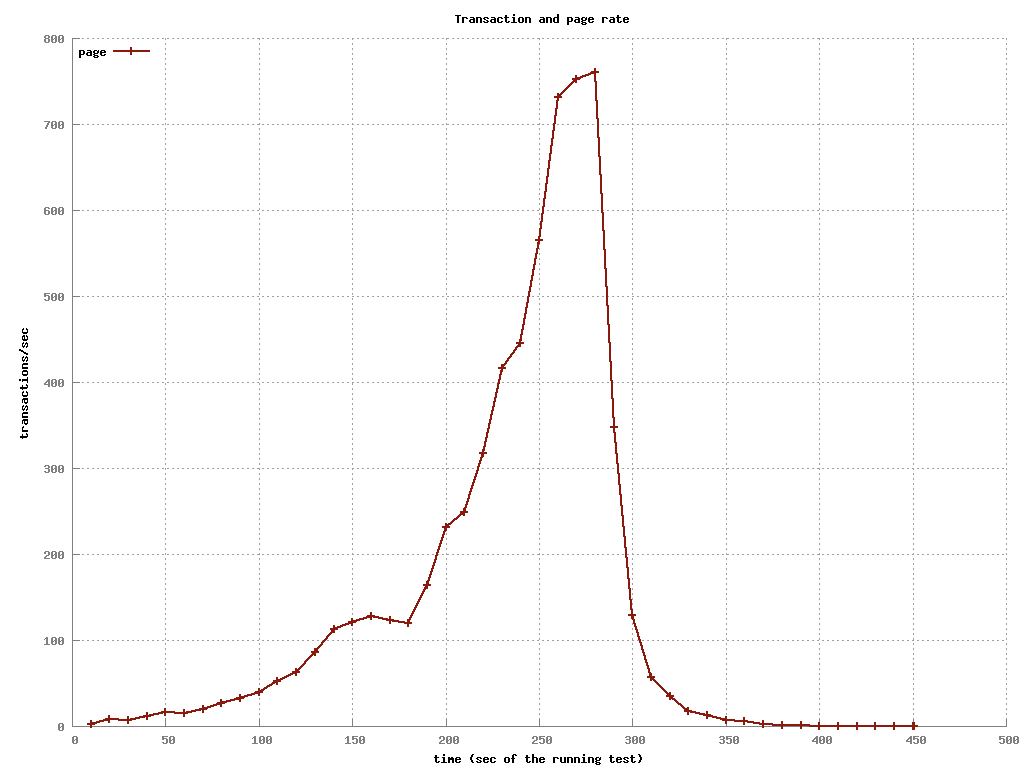 Transaction and page rate
page
800
700
600
500
400
300
200
100
0
transactions/sec
0 50 100 150 200 250 300 350 400 450 500
time (sec of the running test)